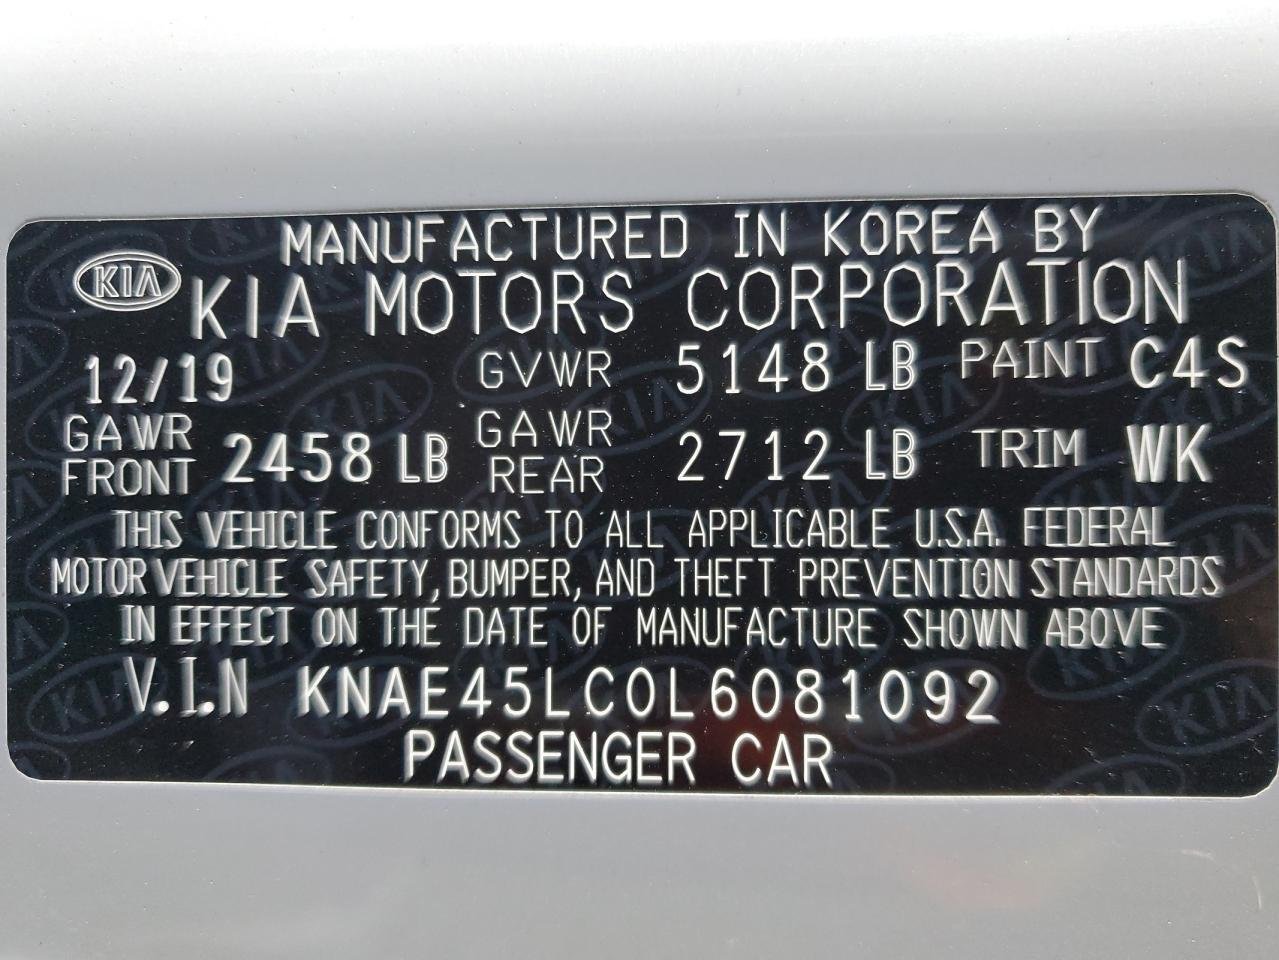 MANUFACTURED IN KOREA BY
KIA KIA MOTORS CORPORATION
12/19 GVWR 5148 LB PAINT C4S
GAWR FRONT 2458 LB GAWR REAR 2712 LB TRIM WK
THIS VEHICLE CONFORMS TO ALL APPLICABLE U.S.A. FEDERAL
MOTOR VEHICLE SAFETY, BUMPER, AND THEFT PREVENTION STANDARDS
IN EFFECT ON THE DATE OF MANUFACTURE SHOWN ABOVE
V.I.N KNAE45LC0L6081092
PASSENGER CAR